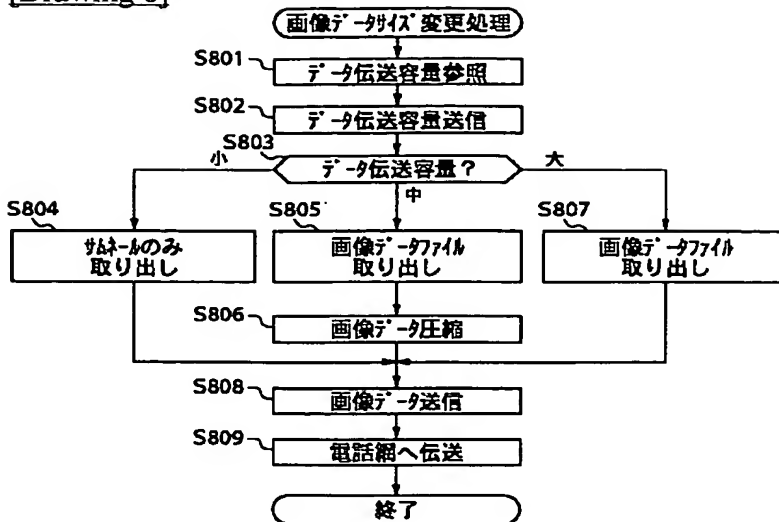 画像データサイズ変更処理
S801
データ伝送容量参照
S802
データ伝送容量送信
S803
データ伝送容量?
小
中
大
S804
サムネールのみ
取り出し
S805
画像データファイル
取り出し
S807
画像データファイル
取り出し
S806
画像データ圧縮
S808
画像データ送信
S809
電話網へ伝送
終了